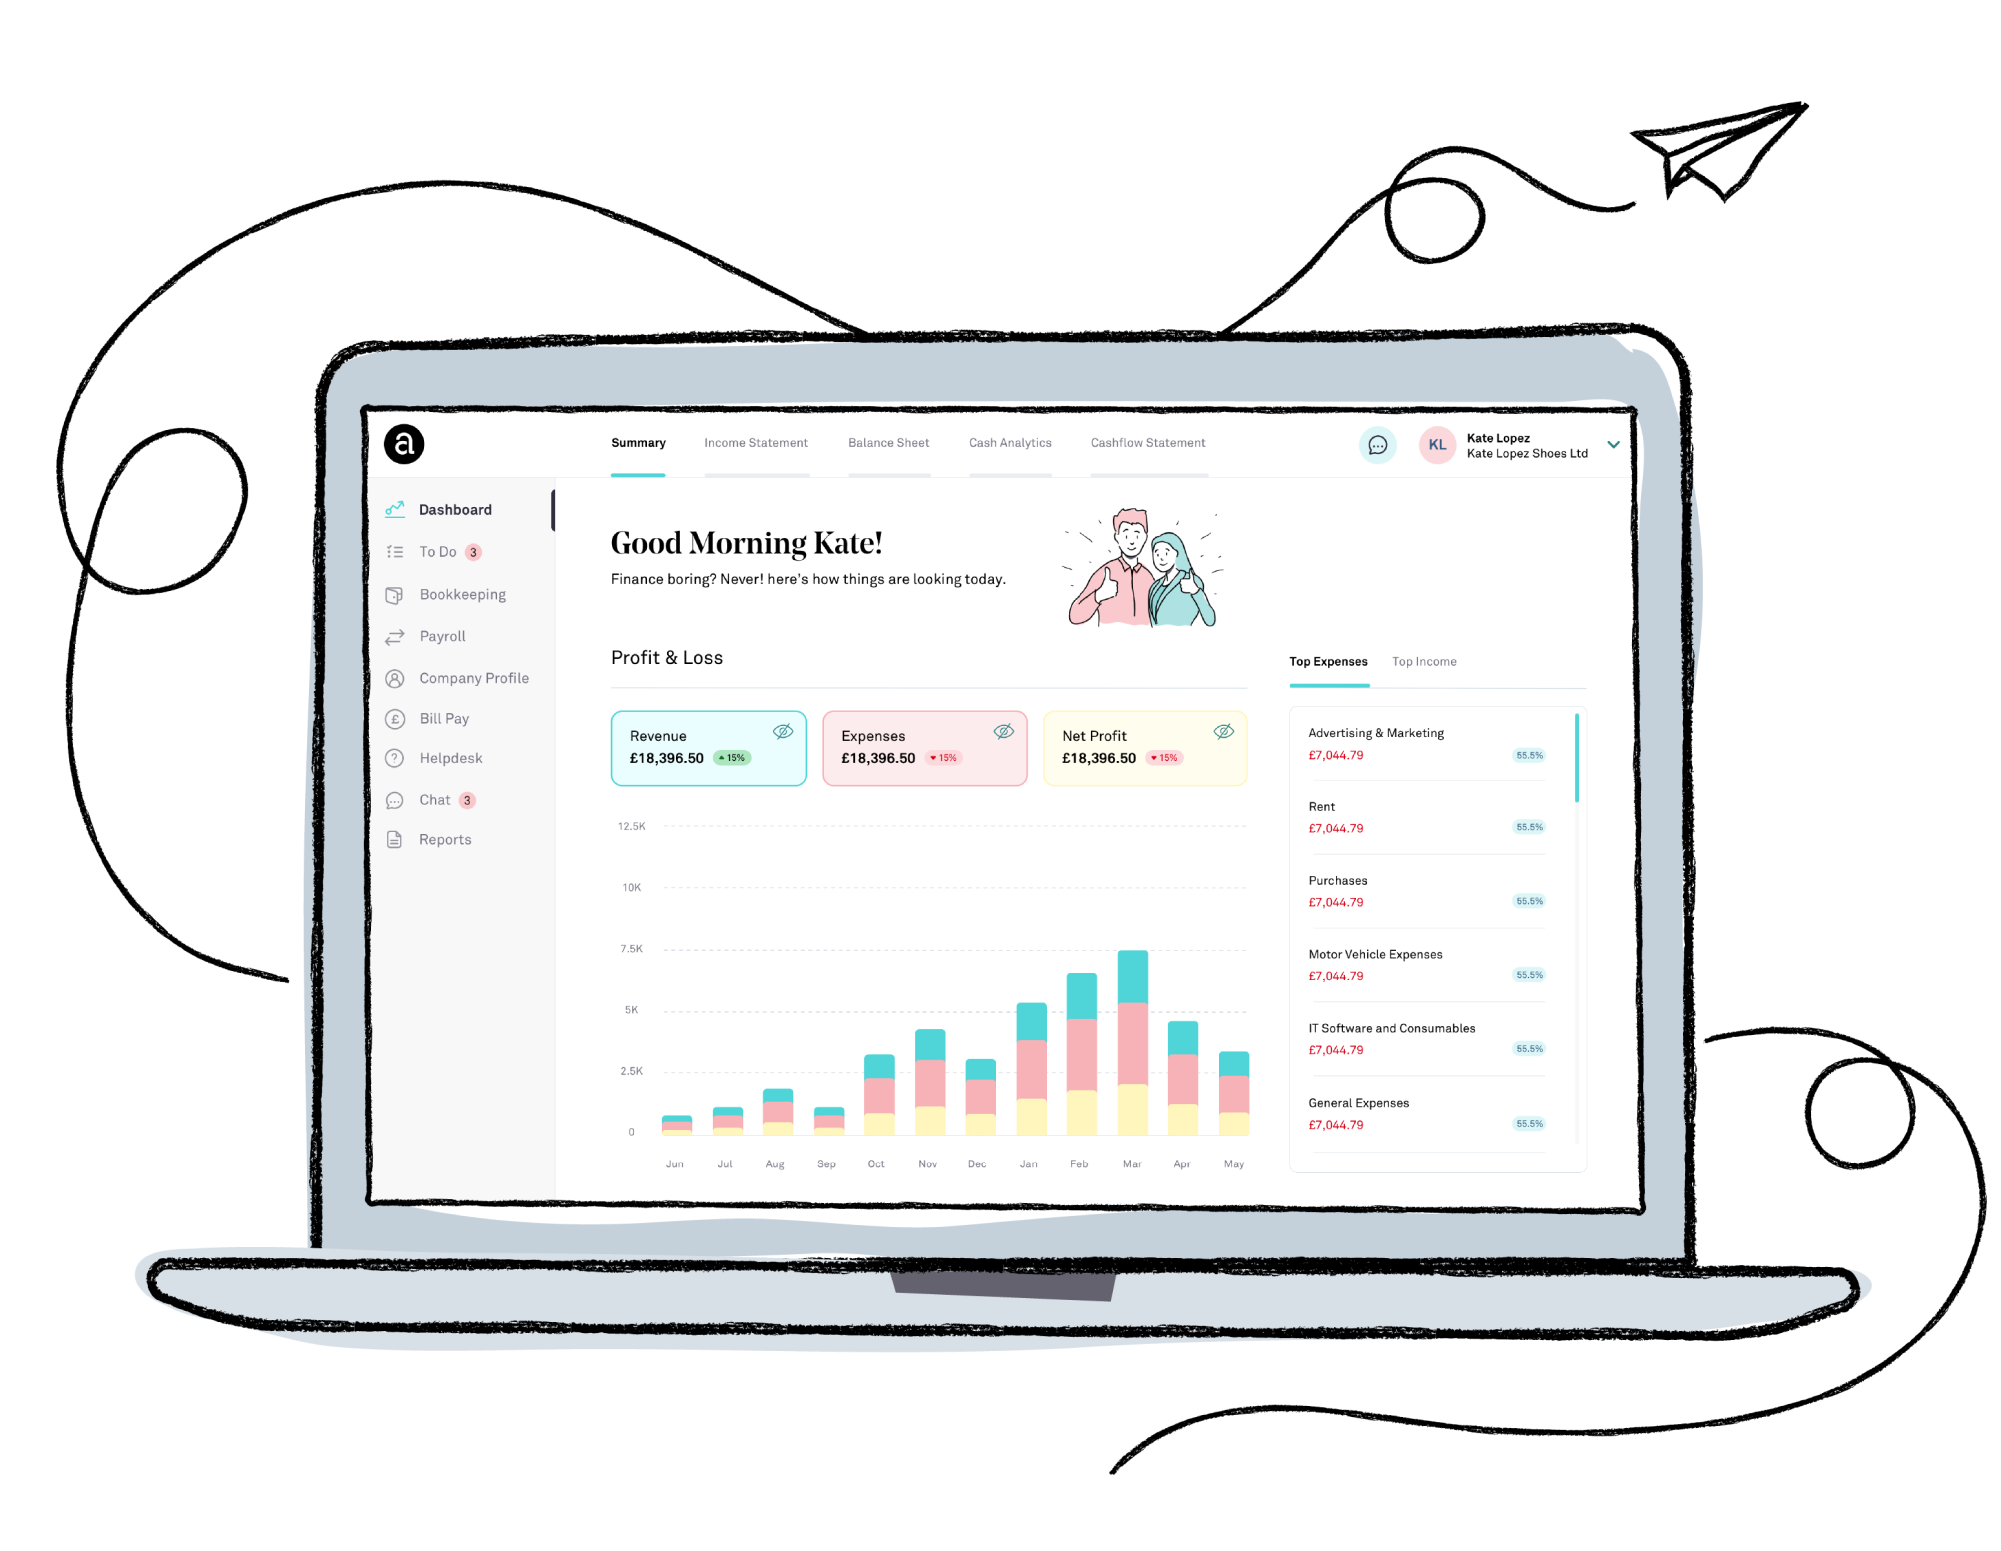 a
Summary
Income Statement
Balance Sheet
Cash Analytics
Cashflow Statement
KL
Kate Lopez
Kate Lopez Shoes Ltd
Dashboard
To Do 3
Bookkeeping
Payroll
Company Profile
£ Bill Pay
? Helpdesk
Chat 3
Reports
Good Morning Kate!
Finance boring? Never! here's how things are looking today.
Profit & Loss
Revenue
£18,396.50 15%
Expenses
£18,396.50 15%
Net Profit
£18,396.50 15%
12.5K
10K
7.5K
5K
2.5K
0
Jun Jul Aug Sep Oct Nov Dec Jan Feb Mar Apr May
Top Expenses
Top Income
Advertising & Marketing
£7,044.79 55.5%
Rent
£7,044.79 55.5%
Purchases
£7,044.79 55.5%
Motor Vehicle Expenses
£7,044.79 55.5%
IT Software and Consumables
£7,044.79 55.5%
General Expenses
£7,044.79 55.5%